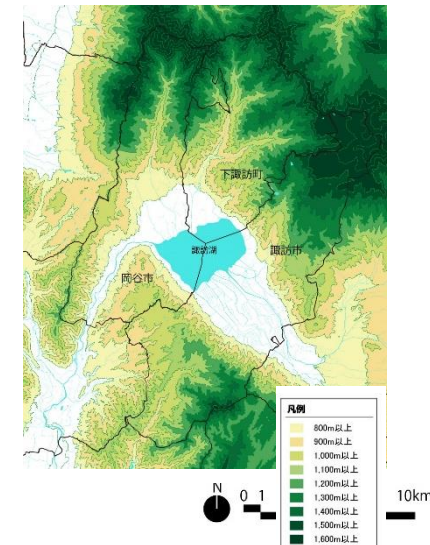 下諏訪町
諏訪湖
諏訪市
岡谷市
凡例
800m以上
900m以上
1,000m以上
1,100m以上
1,200m以上
1,300m以上
1,400m以上
1,500m以上
1,600m以上
N
0 1
10km